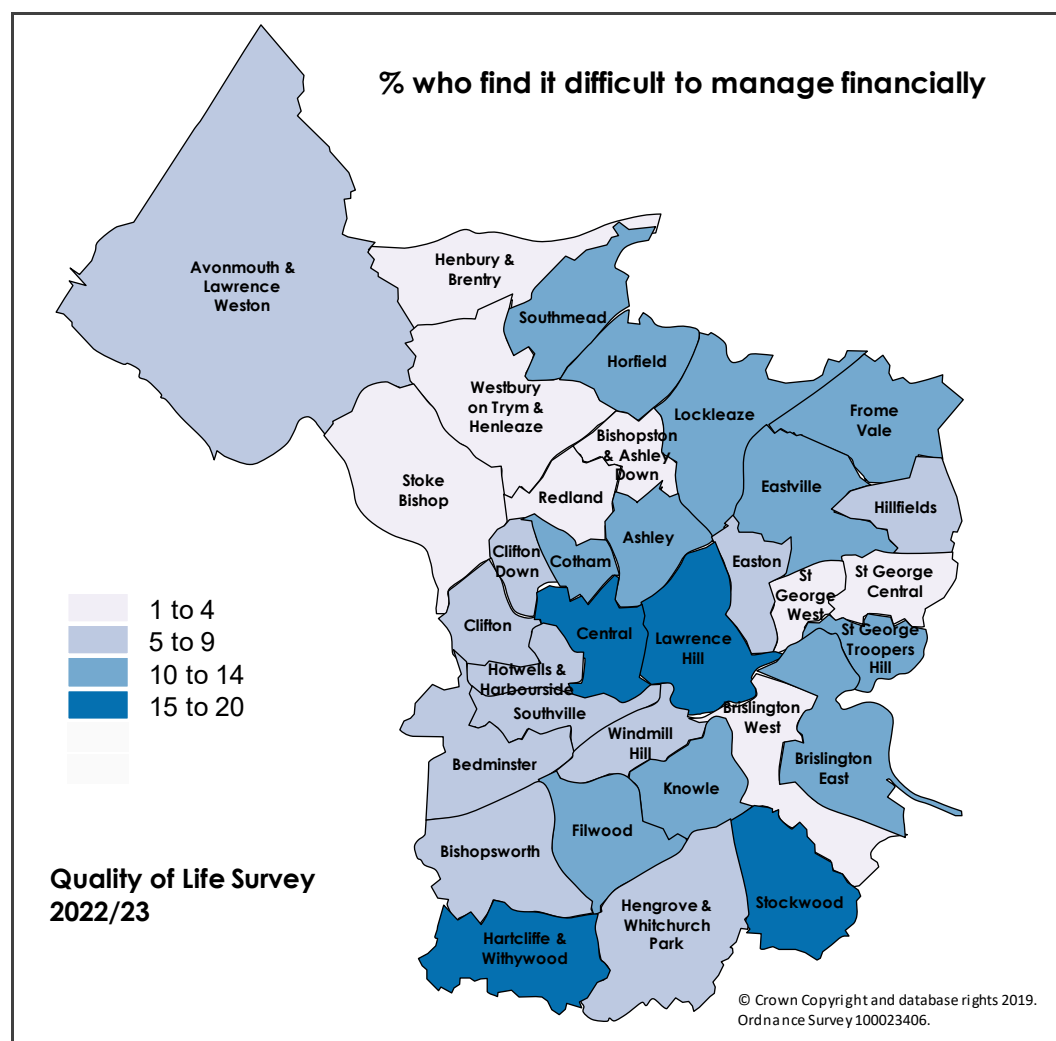 % who find it difficult to manage financially
Avonmouth &
Lawrence
Weston
Henbury &
Brentry
Southmead
Horfield
Westbury
on Trym &
Henleaze
Lockleaze
Frome
Vale
Bishopston
& Ashley
Down
Stoke
Bishop
Redland
Eastville
Hillfields
Clifton
Down
Cotham
Ashley
Easton
St
George
West
St George
Central
1 to 4
5 to 9
10 to 14
15 to 20
Clifton
Central
Lawrence
Hill
St George
Troopers
Hill
Hotwells &
Harbourside
Southville
Windmill
Hill
Brislington
West
Bedminster
Knowle
Brislington
East
Filwood
Bishopsworth
Quality of Life Survey
2022/23
Hengrove &
Whitchurch
Park
Stockwood
Hartcliffe &
Withywood
© Crown Copyright and database rights 2019.
Ordnance Survey 100023406.